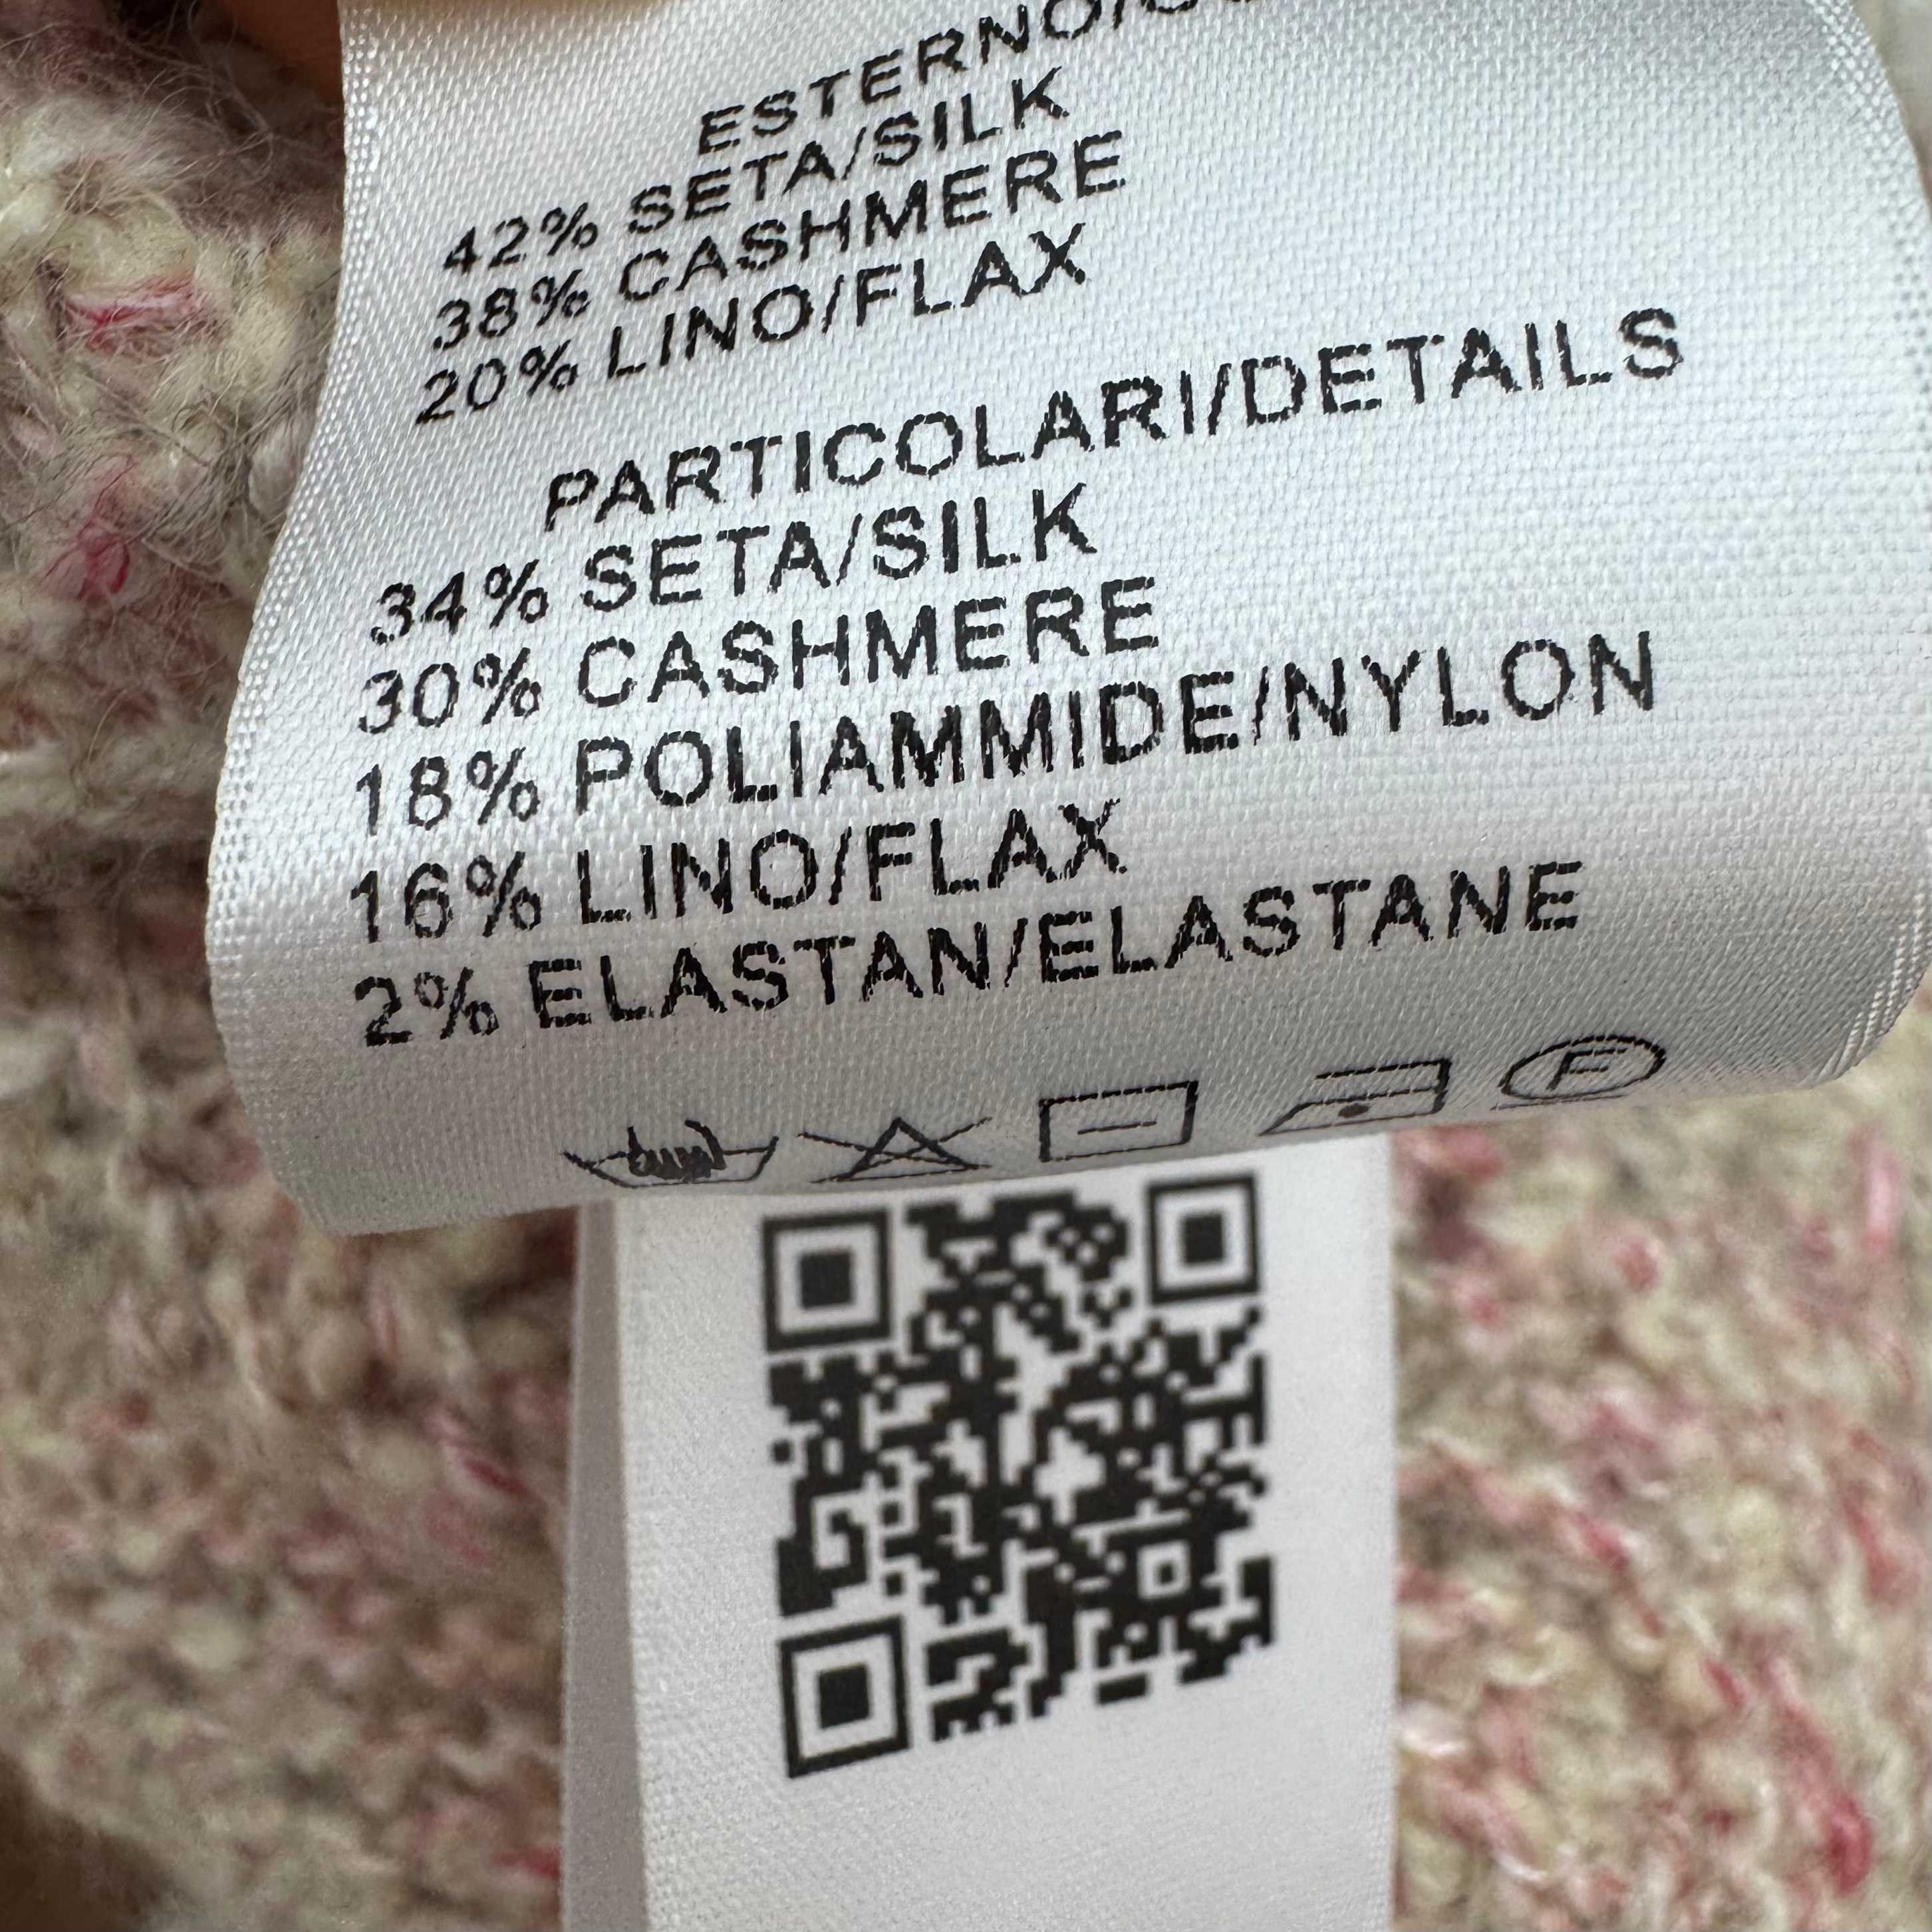 ESTERNO
42% SETA/SILK
38% CASHMERE
20% LINO/FLAX
PARTICOLARI/DETAILS
34% SETA/SILK
30% CASHMERE
18% POLIAMMIDE/NYLON
16% LINO/FLAX
2% ELASTAN/ELASTANE
F